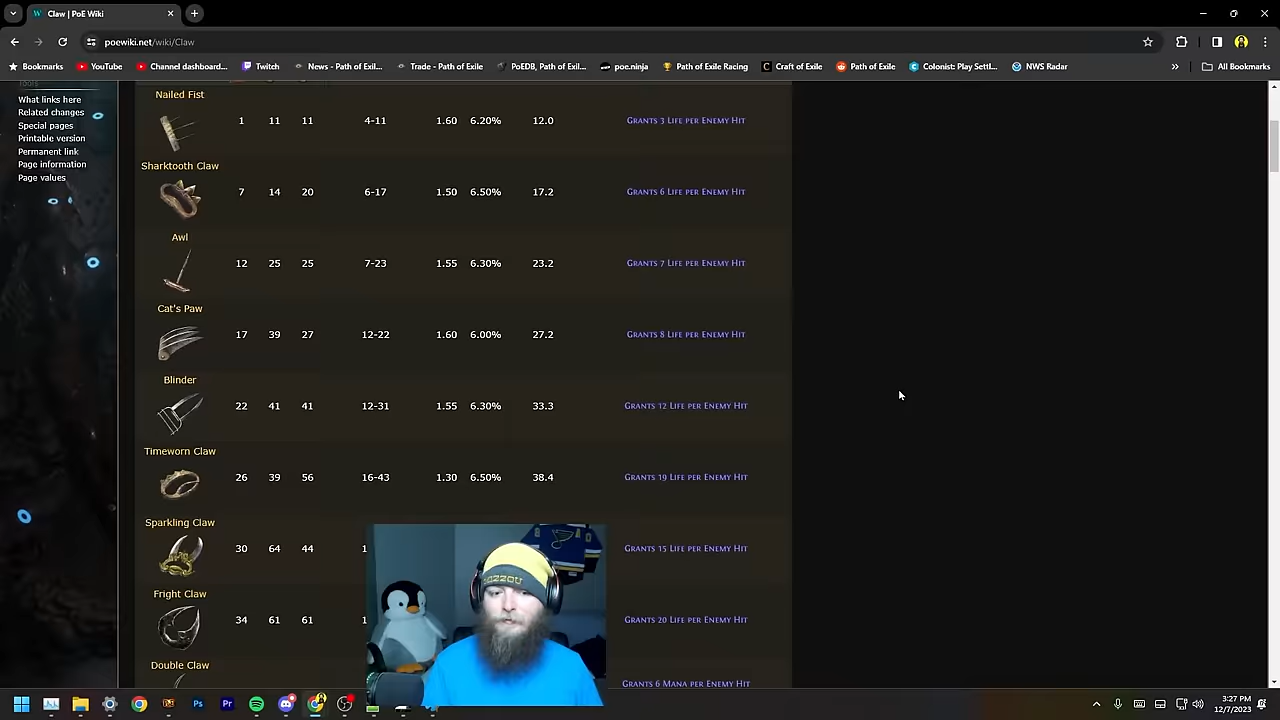 Claw | PoE Wiki
poewiki.net/wiki/Claw
Bookmarks YouTube Channel dashboard... Twitch News - Path of Exil... Trade - Path of Exile PoEDB, Path of Exil... poe.ninja Path of Exile Racing Craft of Exile Path of Exile Colonist: Play Settl... NWS Radar » All Bookmarks
Tools
What links here
Related changes
Special pages
Printable version
Permanent link
Page information
Page values
Nailed Fist
1 11 11 4-11 1.60 6.20% 12.0 Grants 3 Life per Enemy Hit
Sharktooth Claw
7 14 20 6-17 1.50 6.50% 17.2 Grants 6 Life per Enemy Hit
Awl
12 25 25 7-23 1.55 6.30% 23.2 Grants 7 Life per Enemy Hit
Cat's Paw
17 39 27 12-22 1.60 6.00% 27.2 Grants 8 Life per Enemy Hit
Blinder
22 41 41 12-31 1.55 6.30% 33.3 Grants 12 Life per Enemy Hit
Timeworn Claw
26 39 56 16-43 1.30 6.50% 38.4 Grants 19 Life per Enemy Hit
Sparkling Claw
30 64 44 1 Grants 15 Life per Enemy Hit
Fright Claw
34 61 61 1 Grants 20 Life per Enemy Hit
Double Claw
Grants 6 Mana per Enemy Hit
3:27 PM
12/7/2023